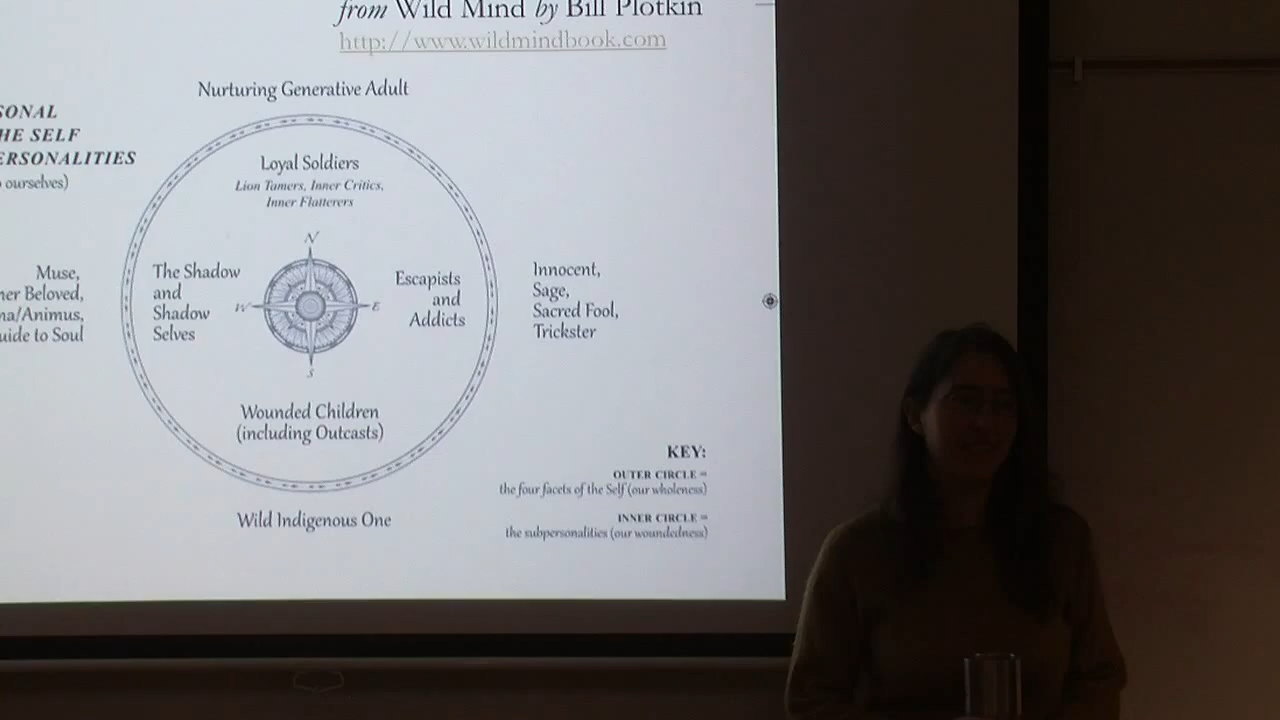 from Wild Mind by Bill Plotkin
http://www.wildmindbook.com
Nurturing Generative Adult
SONAL
HE SELF
ERSONALITIES
ourselves)
Loyal Soldiers
Lion Tamers, Inner Critics,
Inner Flatterers
N
The Shadow
and
Shadow
Selves
W
E
Escapists
and
Addicts
Innocent,
Sage,
Sacred Fool,
Trickster
Muse,
ner Beloved,
na/Animus,
uide to Soul
S
Wounded Children
(including Outcasts)
Wild Indigenous One
KEY:
OUTER CIRCLE =
the four facets of the Self (our wholeness)
INNER CIRCLE =
the subpersonalities (our woundedness)